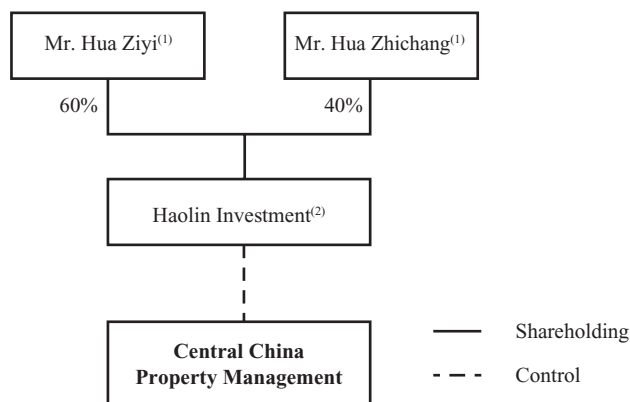 Mr. Hua Ziyi(1)
Mr. Hua Zhichang(1)
60%
40%
Haolin Investment(2)
Central China
Property Management
Shareholding
Control